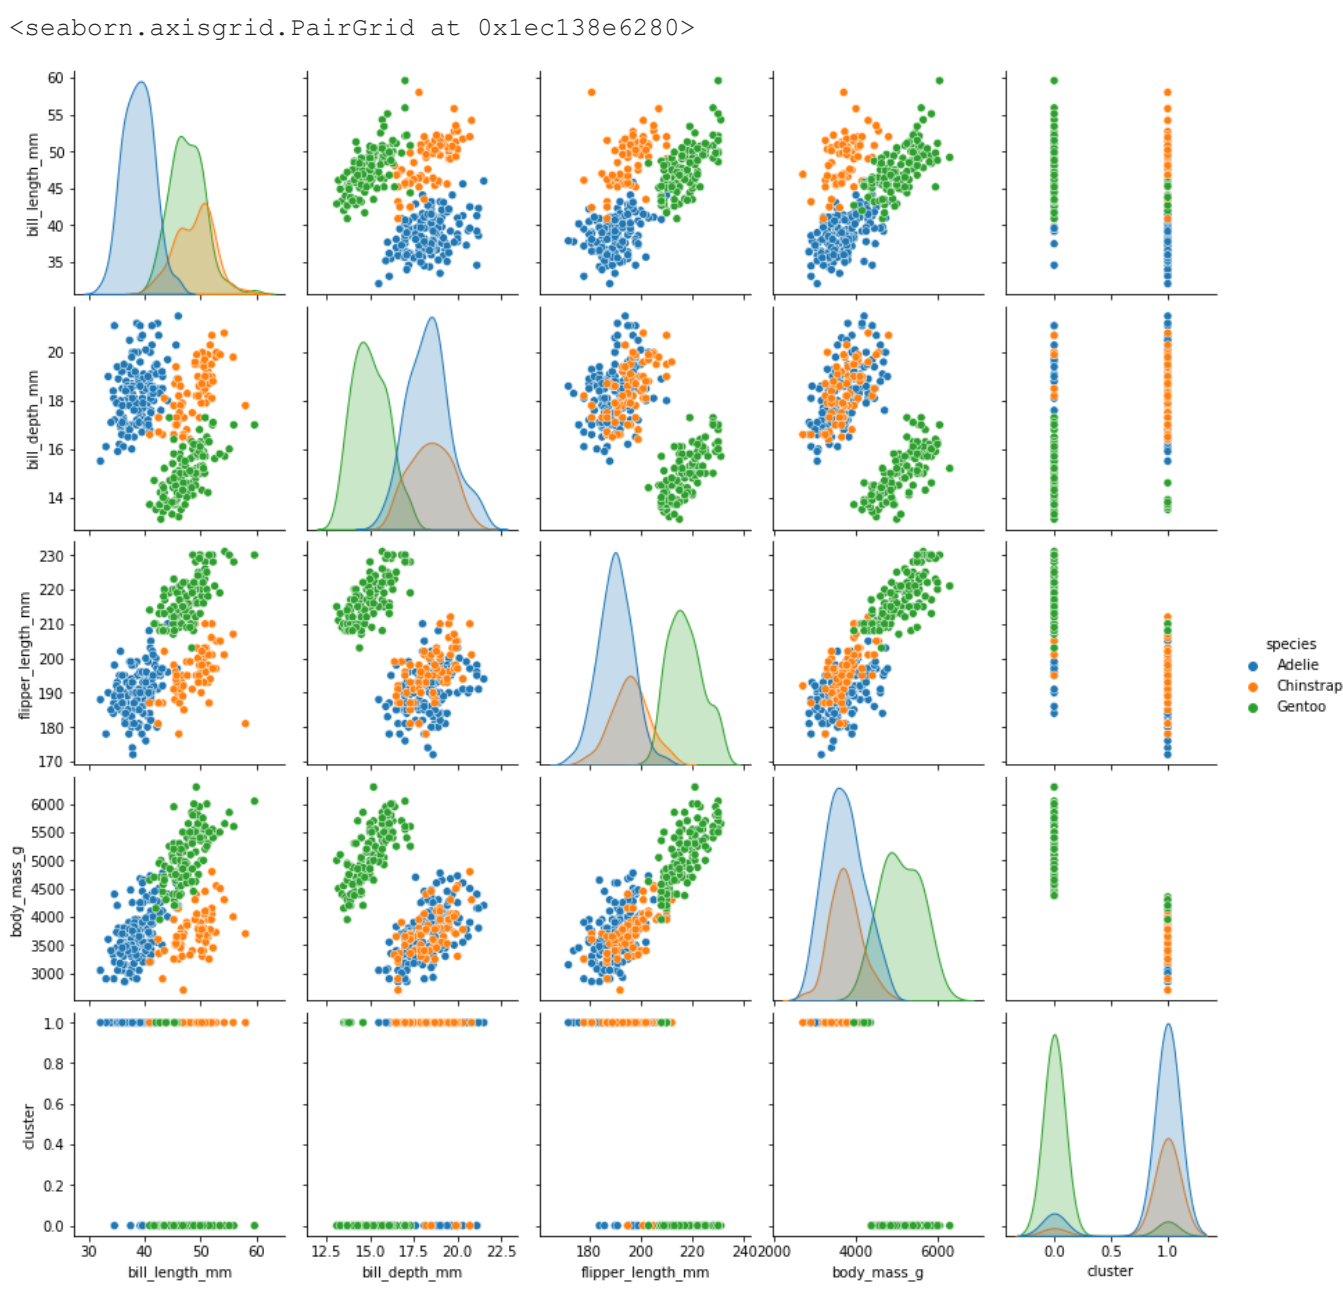 <seaborn.axisgrid.PairGrid at 0x1ec138e6280>
60
55
50
45
40
35
bill_length_mm
20
18
16
14
bill_depth_mm
230
220
210
200
190
180
170
flipper_length_mm
species
Adelie
Chinstrap
Gentoo
6000
5500
5000
4500
4000
3500
3000
body_mass_g
1.0
0.8
0.6
0.4
0.2
0.0
cluster
30 40 50 60
12.5 15.0 17.5 20.0 22.5
180 200 220 240
2000 4000 6000
0.0 0.5 1.0
bill_length_mm bill_depth_mm flipper_length_mm body_mass_g cluster